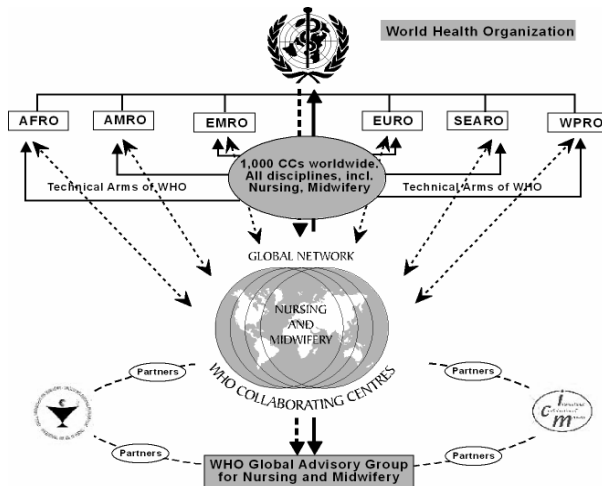 World Health Organization
AFRO
AMRO
EMRO
EURO
SEARO
WPRO
1,000 CCs worldwide.
All disciplines, incl.
Nursing, Midwifery
Technical Arms of WHO
Technical Arms of WHO
GLOBAL NETWORK
NURSING
AND
MIDWIFERY
WHO COLLABORATING CENTRES
Partners
Partners
Partners
Partners
WHO Global Advisory Group
for Nursing and Midwifery